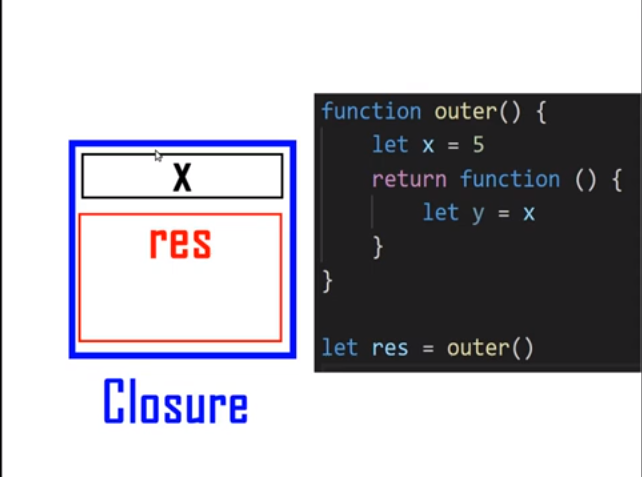 X
res
Closure
function outer() {
    let x = 5
    return function () {
        let y = x
    }
}
let res = outer()